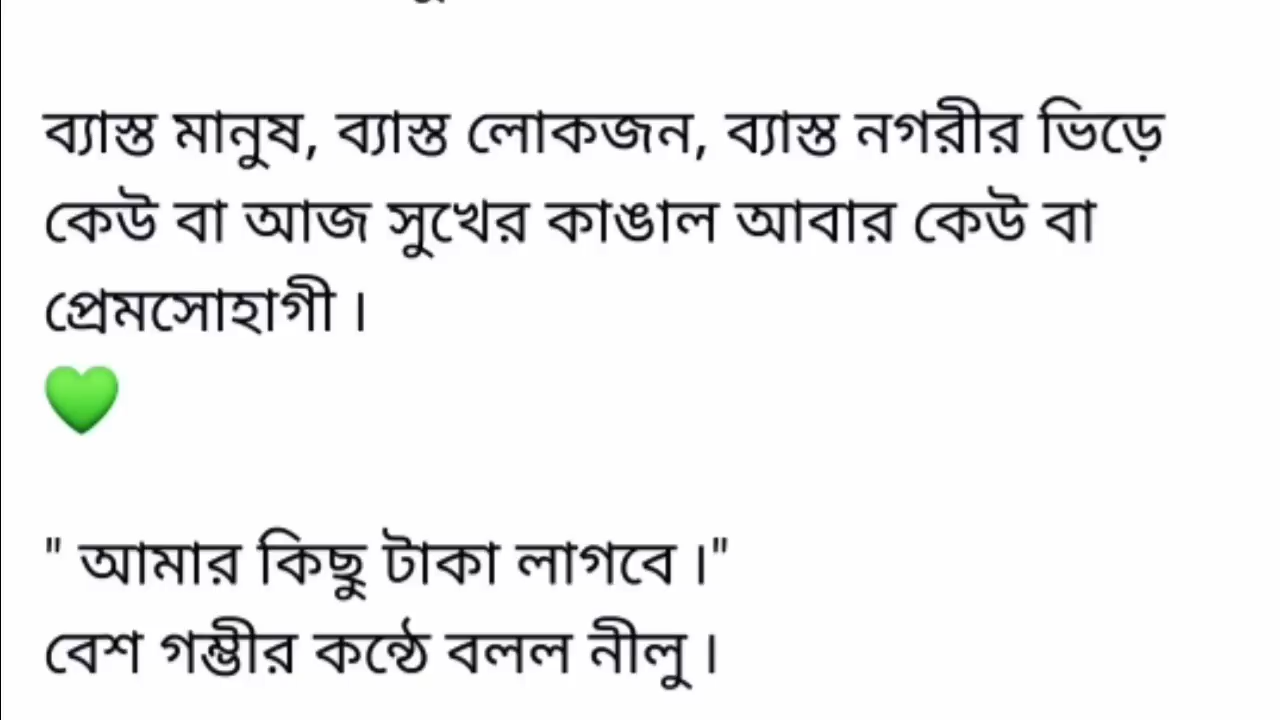 ব্যাস্ত মানুষ, ব্যাস্ত লোকজন, ব্যাস্ত নগরীর ভিড়ে
কেউ বা আজ সুখের কাঙাল আবার কেউ বা
প্রেমসোহাগী।
💚
" আমার কিছু টাকা লাগবে।"
বেশ গম্ভীর কন্ঠে বলল নীলু।